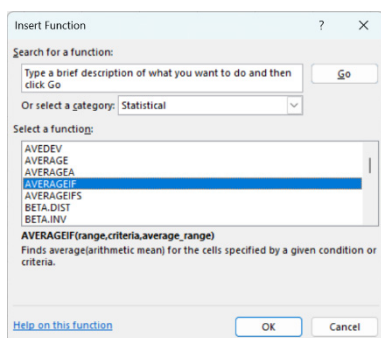 Insert Function
?
X
Search for a function:
Type a brief description of what you want to do and then
click Go
Go
Or select a category: Statistical
Select a function:
AVEDEV
AVERAGE
AVERAGEA
AVERAGEIF
AVERAGEIFS
BETA.DIST
BETA.INV
AVERAGEIF(range,criteria,average_range)
Finds average(arithmetic mean) for the cells specified by a given condition or
criteria.
Help on this function
OK
Cancel